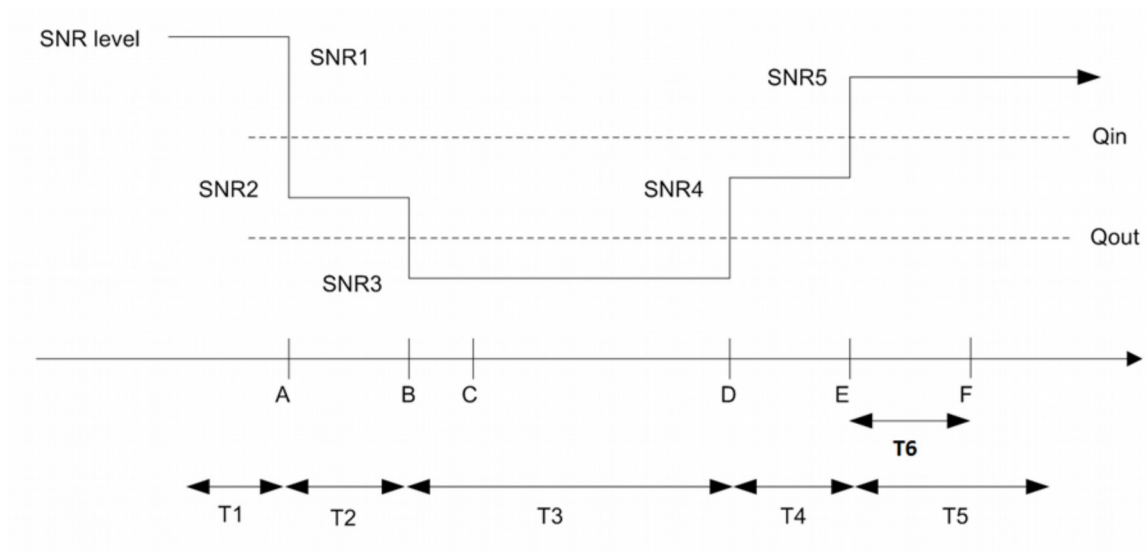 SNR level
SNR1
SNR5
Qin
SNR2
SNR4
Qout
SNR3
A B C D E F
T6
T1 T2 T3 T4 T5